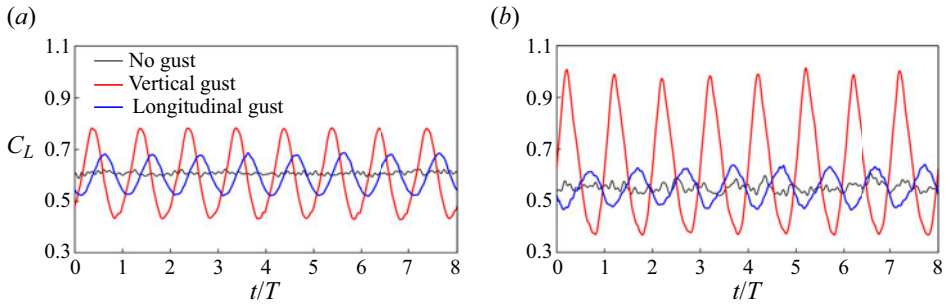 (a)
(b)
1.1
0.9
0.7
0.5
0.3
C_L
No gust
Vertical gust
Longitudinal gust
0 1 2 3 4 5 6 7 8
t/T
1.1
0.9
0.7
0.5
0.3
0 1 2 3 4 5 6 7 8
t/T